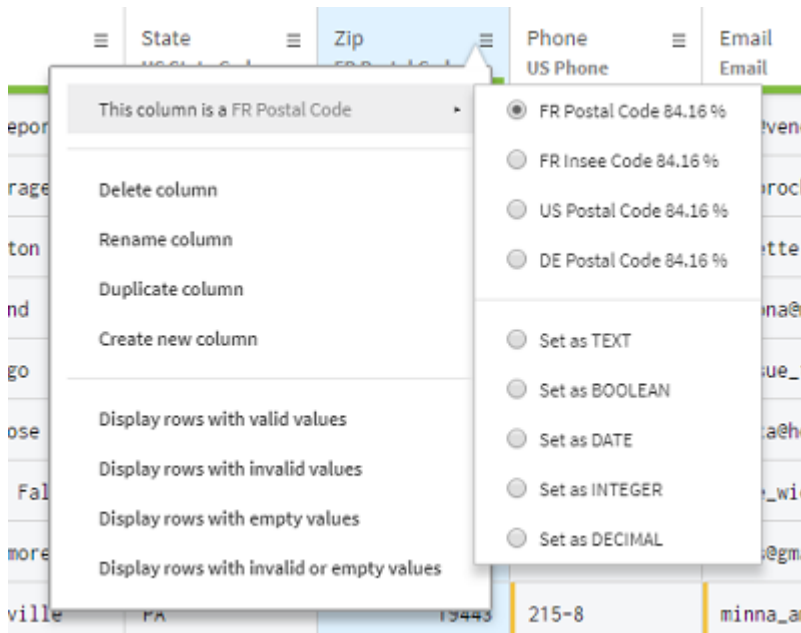 State Zip Phone Email
US Phone Email
This column is a FR Postal Code
FR Postal Code 84.16 %
FR Insee Code 84.16 %
Delete column
US Postal Code 84.16 %
Rename column
DE Postal Code 84.16 %
Duplicate column
Create new column
Set as TEXT
Set as BOOLEAN
Display rows with valid values
Set as DATE
Display rows with invalid values
Set as INTEGER
Display rows with empty values
Set as DECIMAL
Display rows with invalid or empty values
ville PA 19443 215-8 minna_am